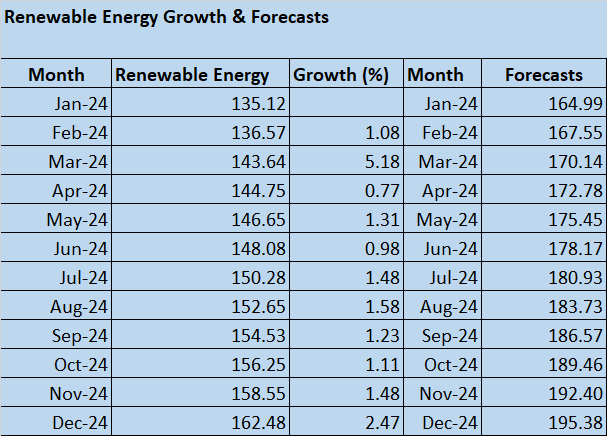 Renewable Energy Growth & Forecasts
Month Renewable Energy Growth (%) Month Forecasts
Jan-24 135.12 Jan-24 164.99
Feb-24 136.57 1.08 Feb-24 167.55
Mar-24 143.64 5.18 Mar-24 170.14
Apr-24 144.75 0.77 Apr-24 172.78
May-24 146.65 1.31 May-24 175.45
Jun-24 148.08 0.98 Jun-24 178.17
Jul-24 150.28 1.48 Jul-24 180.93
Aug-24 152.65 1.58 Aug-24 183.73
Sep-24 154.53 1.23 Sep-24 186.57
Oct-24 156.25 1.11 Oct-24 189.46
Nov-24 158.55 1.48 Nov-24 192.40
Dec-24 162.48 2.47 Dec-24 195.38